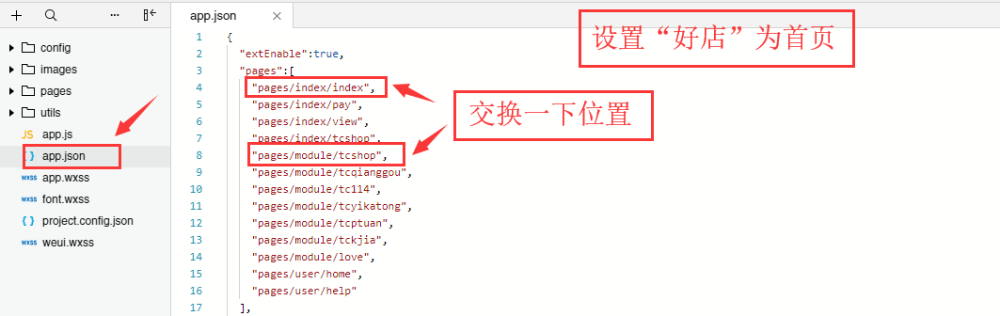 app.json ×
设置“好店”为首页
config
images
pages
utils
JS app.js
{ } app.json
wxss app.wxss
wxss font.wxss
{ } project.config.json
wxss weui.wxss
1 {
2 "extEnable":true,
3 "pages":[
4 "pages/index/index",
5 "pages/index/pay",
6 "pages/index/view",
7 "pages/index/tcshop",
8 "pages/module/tcshop",
9 "pages/module/tcqianggou",
10 "pages/module/tc114",
11 "pages/module/tcyikatong",
12 "pages/module/tcptuan",
13 "pages/module/tckjia",
14 "pages/module/love",
15 "pages/user/home",
16 "pages/user/help"
17 ],
交换一下位置